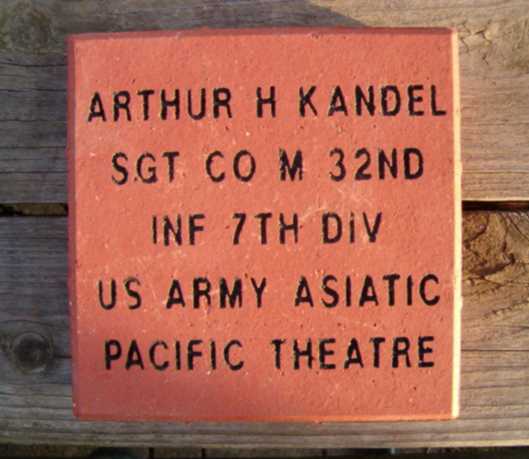 ARTHUR H KANDEL
SGT CO M 32ND
INF 7TH DiV
US ARMY ASIATIC
PACIFIC THEATRE